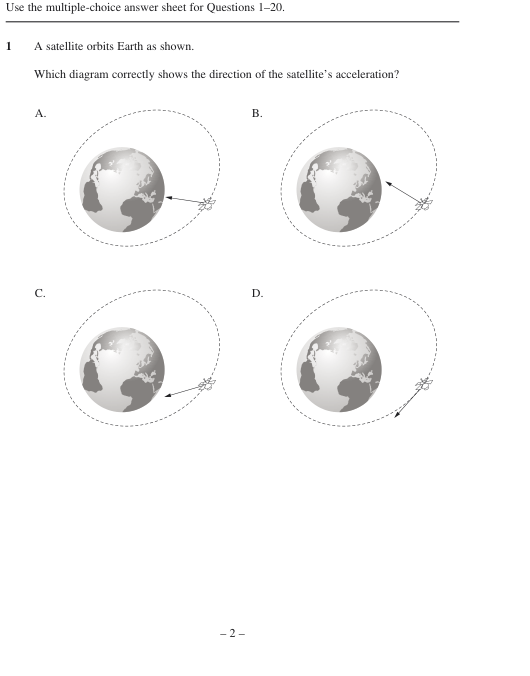 Use the multiple-choice answer sheet for Questions 1–20.
1 A satellite orbits Earth as shown.
Which diagram correctly shows the direction of the satellite’s acceleration?
A. B.
C. D.
– 2 –